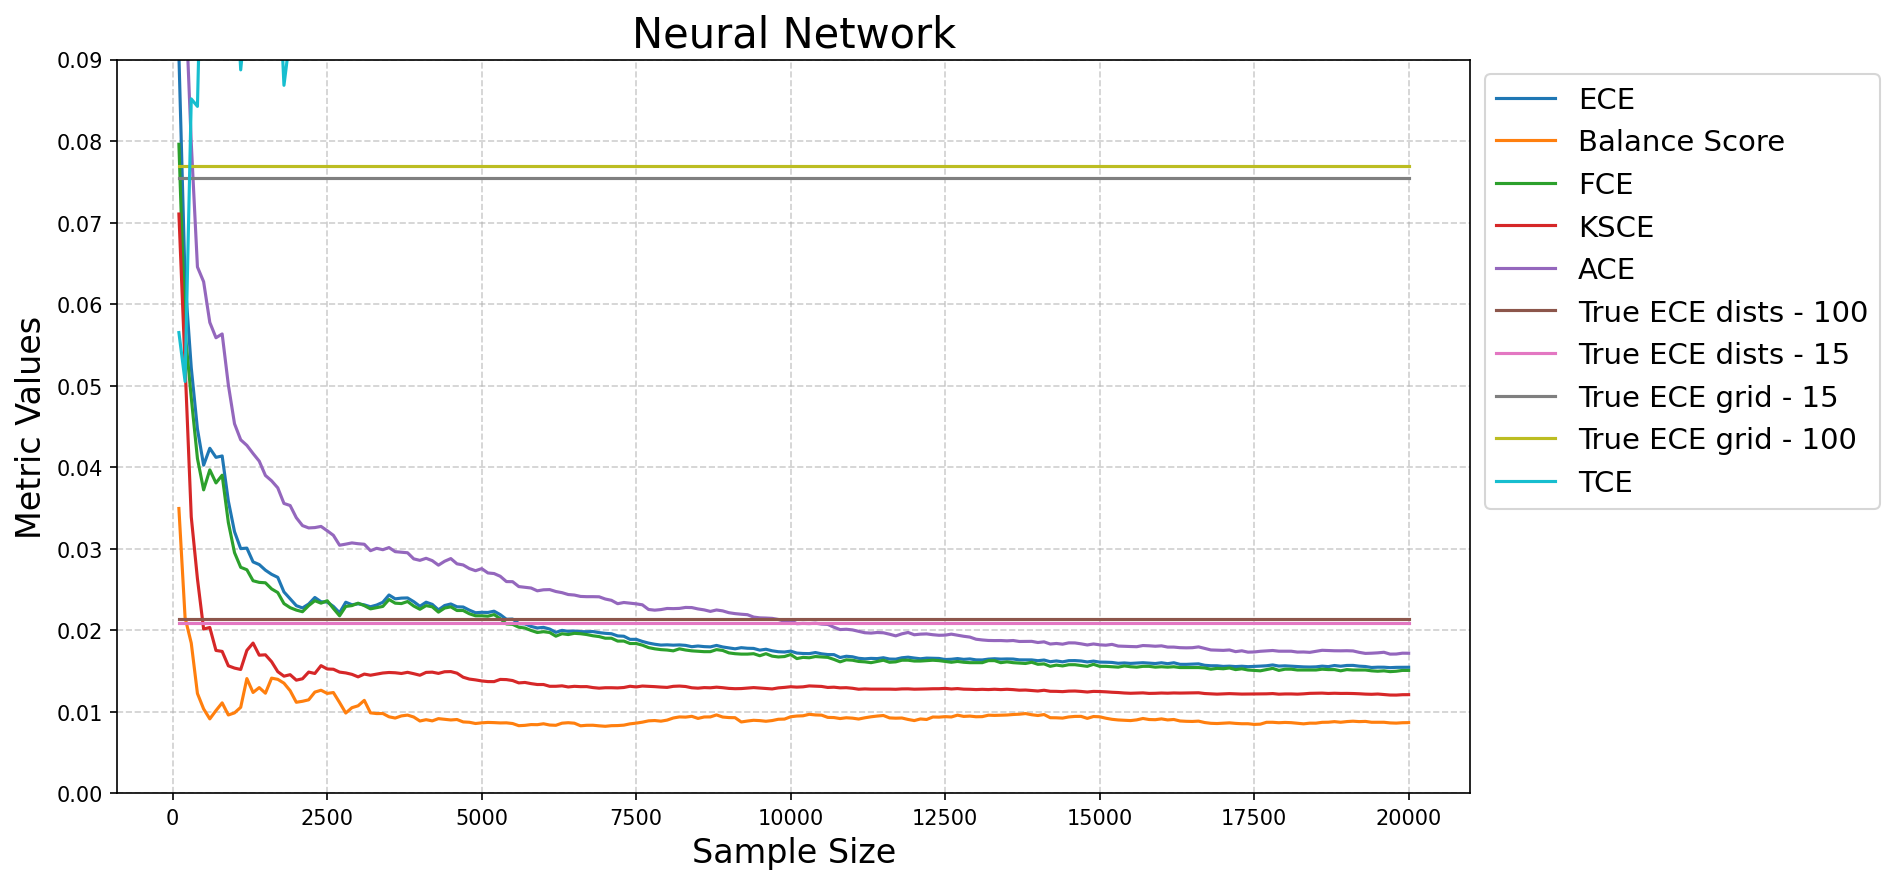 Neural Network
Metric Values
0.09
0.08
0.07
0.06
0.05
0.04
0.03
0.02
0.01
0.00
0 2500 5000 7500 10000 12500 15000 17500 20000
Sample Size
ECE
Balance Score
FCE
KSCE
ACE
True ECE dists - 100
True ECE dists - 15
True ECE grid - 15
True ECE grid - 100
TCE